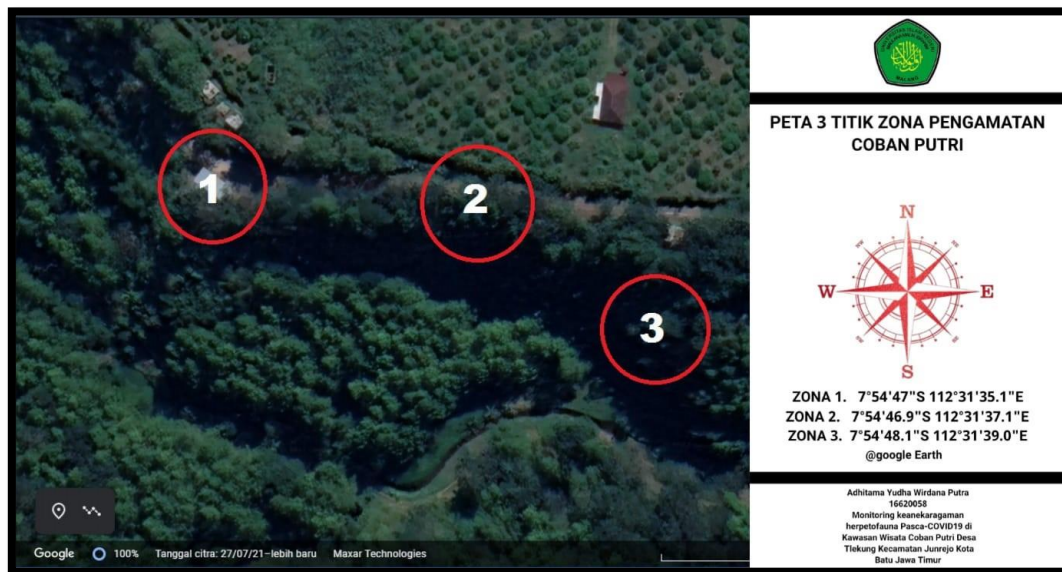 1
2
3
Google
100%
Tanggal citra: 27/07/21–lebih baru
Maxar Technologies
MALANG
PETA 3 TITIK ZONA PENGAMATAN
COBAN PUTRI
N
W
E
S
ZONA 1. 7°54'47"S 112°31'35.1"E
ZONA 2. 7°54'46.9"S 112°31'37.1"E
ZONA 3. 7°54'48.1"S 112°31'39.0"E
@google Earth
Adhitama Yudha Wirdana Putra
16620058
Monitoring keanekaragaman
herpetofauna Pasca-COVID19 di
Kawasan Wisata Coban Putri Desa
Tlekung Kecamatan Junrejo Kota
Batu Jawa Timur